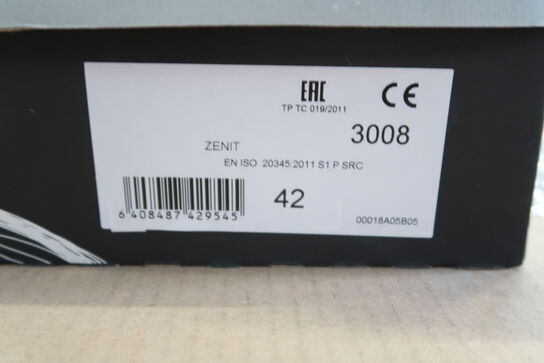 EAC CE
TP TC 019/2011
3008
ZENIT
EN ISO 20345:2011 S1 P SRC
42
6 408487 429545
00018A05B05